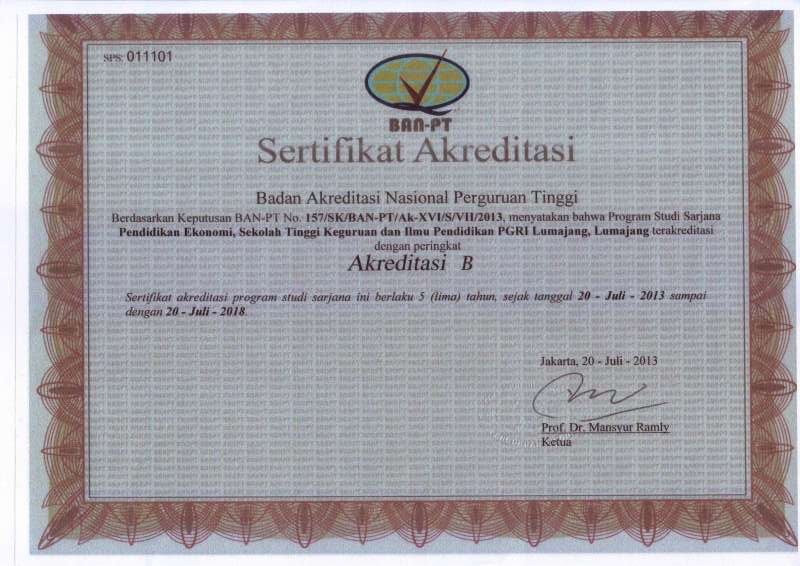 SPS: 011101
BAN-PT
Sertifikat Akreditasi
Badan Akreditasi Nasional Perguruan Tinggi
Berdasarkan Keputusan BAN-PT No. 157/SK/BAN-PT/Ak-XVI/S/VII/2013, menyatakan bahwa Program Studi Sarjana
Pendidikan Ekonomi, Sekolah Tinggi Keguruan dan Ilmu Pendidikan PGRI Lumajang, Lumajang terakreditasi
dengan peringkat
Akreditasi B
Sertifikat akreditasi program studi sarjana ini berlaku 5 (lima) tahun, sejak tanggal 20 - Juli - 2013 sampai
dengan 20 - Juli - 2018.
Jakarta, 20 - Juli - 2013
Prof. Dr. Mansyur Ramly
Ketua